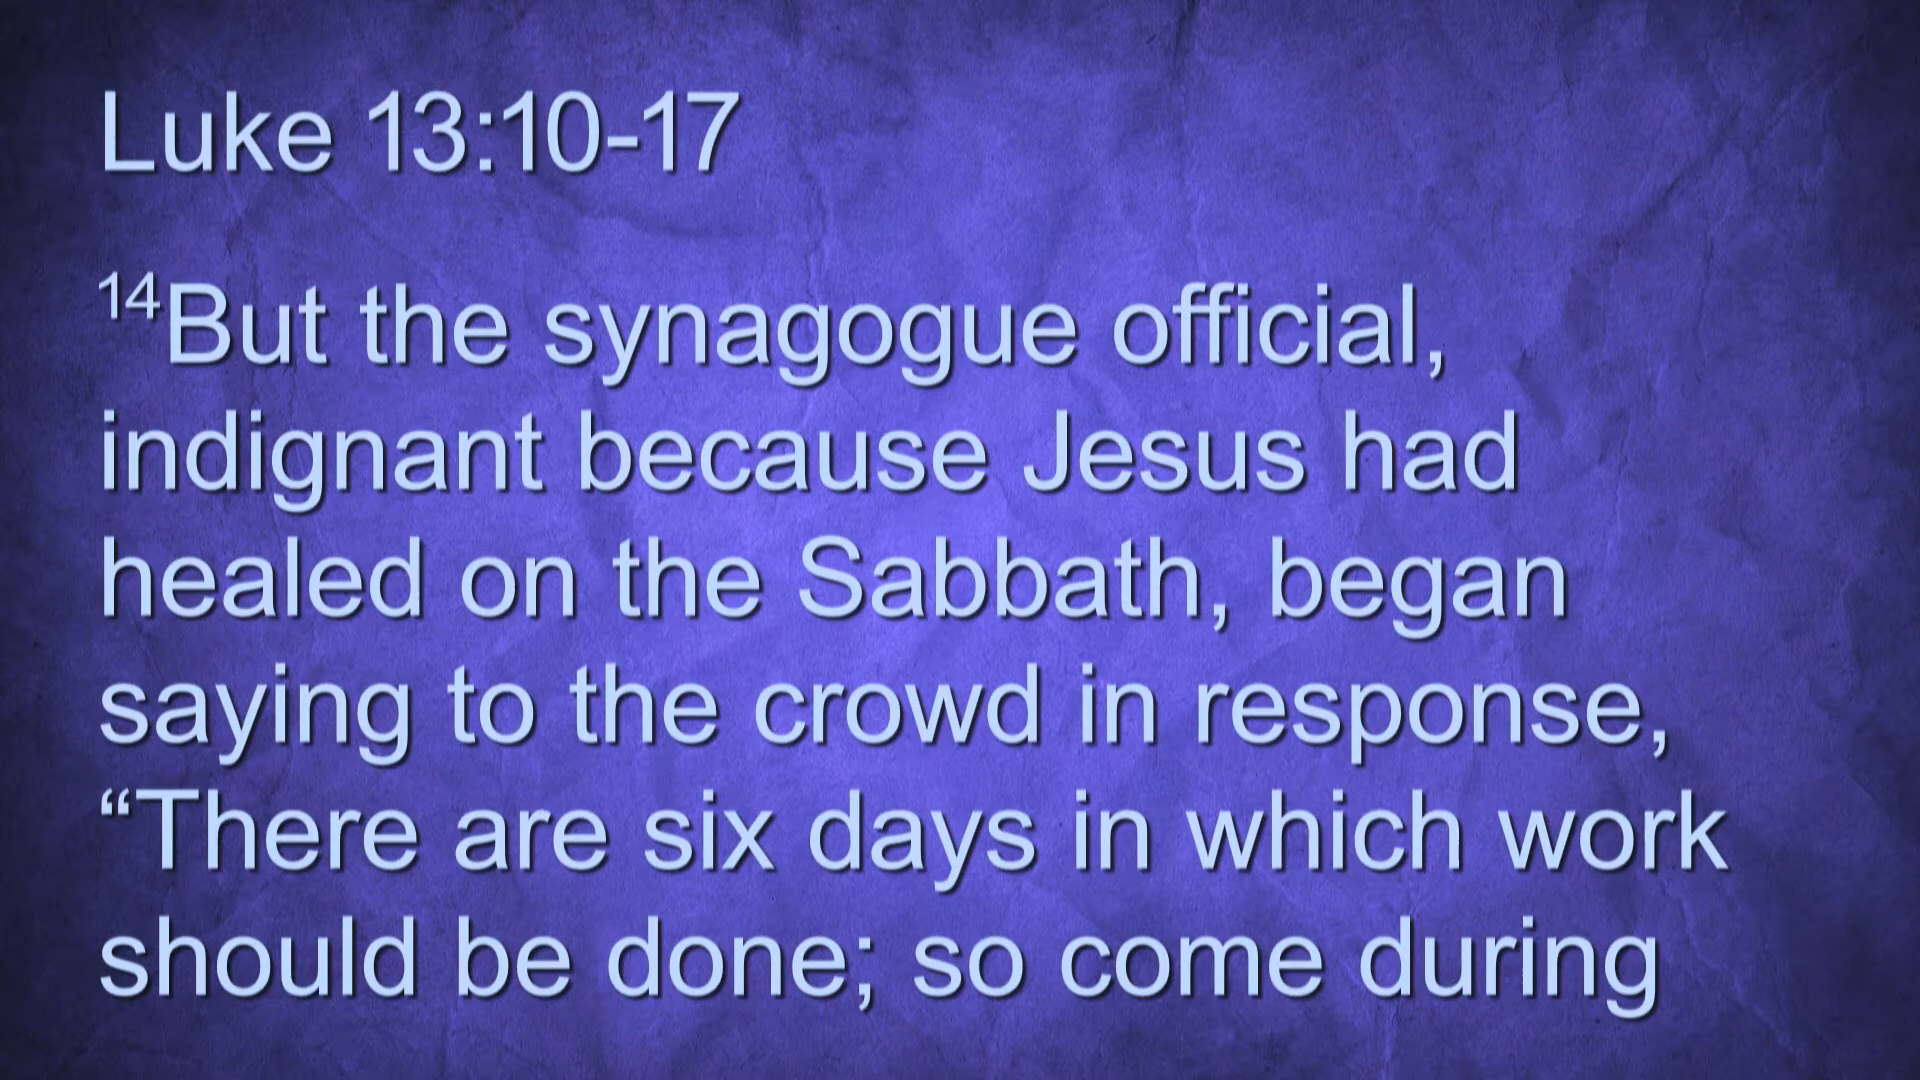 Luke 13:10-17
14But the synagogue official,
indignant because Jesus had
healed on the Sabbath, began
saying to the crowd in response,
“There are six days in which work
should be done; so come during